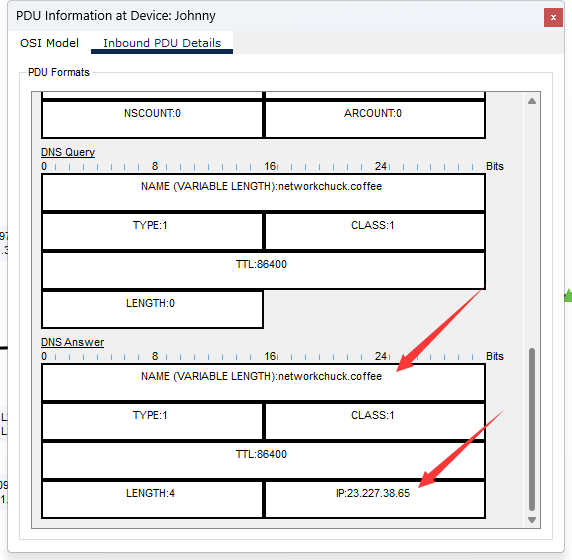 PDU Information at Device: Johnny
x
OSI Model Inbound PDU Details
PDU Formats
NSCOUNT:0 ARCOUNT:0
DNS Query
0 8 16 24 Bits
NAME (VARIABLE LENGTH):networkchuck.coffee
TYPE:1 CLASS:1
TTL:86400
LENGTH:0
DNS Answer
0 8 16 24 Bits
NAME (VARIABLE LENGTH):networkchuck.coffee
TYPE:1 CLASS:1
TTL:86400
LENGTH:4 IP:23.227.38.65